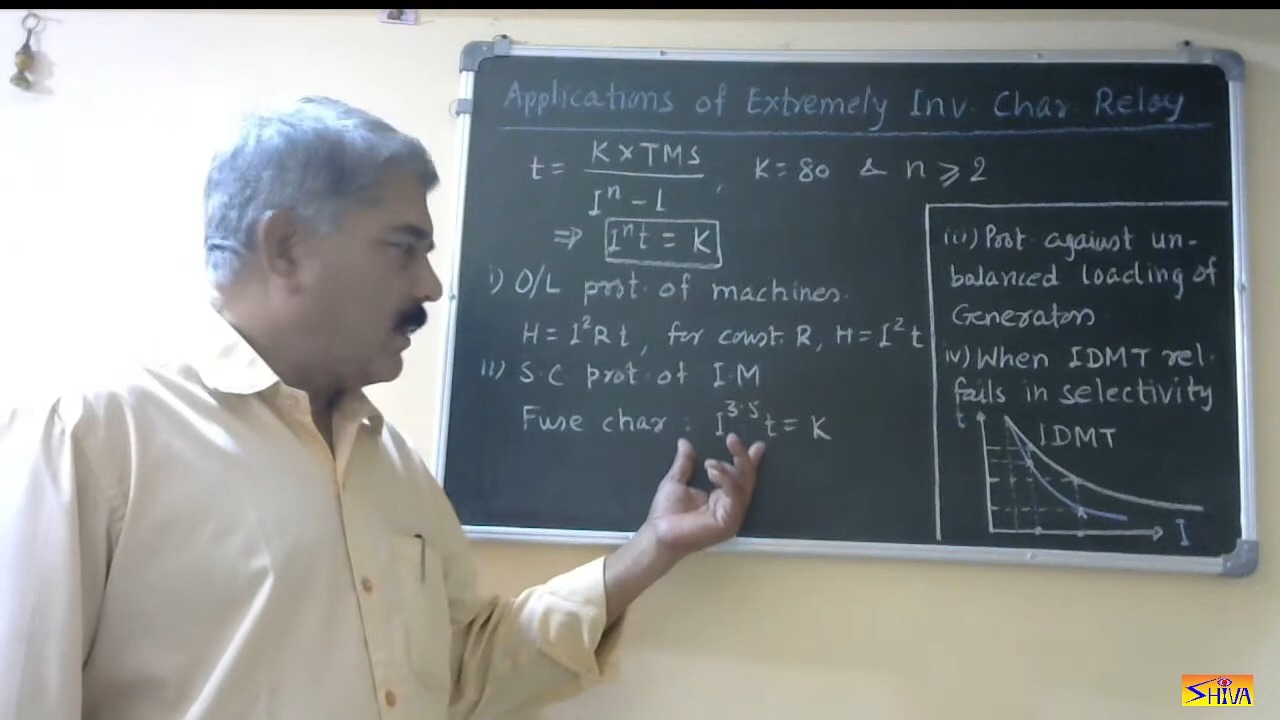 Applications of Extremely Inv. Char Relay
t = K x TMS / I^n - 1 , K = 80 & n ⩾ 2
⇒ I^n t = K
i) O/L prot. of machines.
H = I^2 R t , for const. R, H = I^2 t
ii) S.C prot. of I.M
Fuse char : I^3.5 t = K
iii) Prot. against un-
balanced loading of
Generators
iv) When IDMT rel.
fails in selectivity
t
IDMT
I
SHIVA